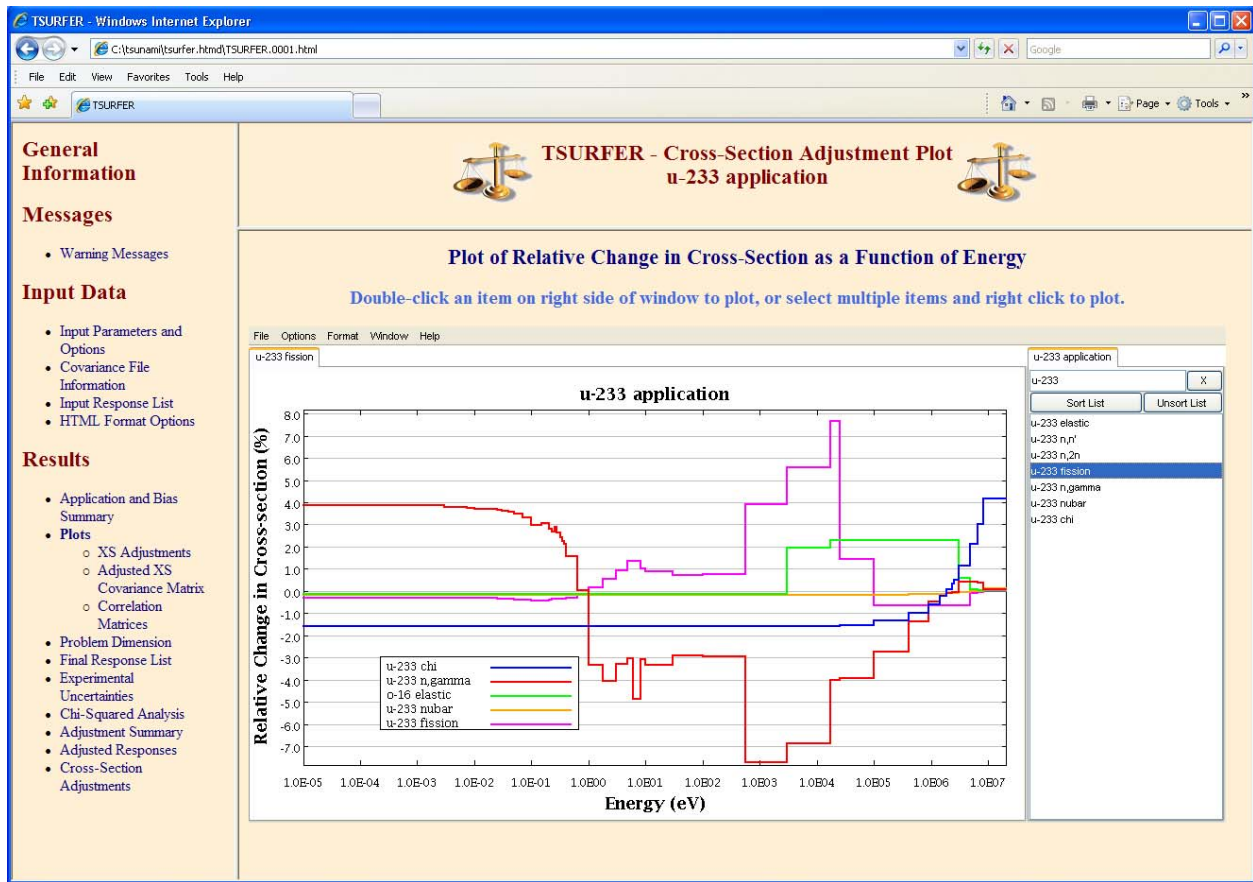 TSURFER - Windows Internet Explorer
C:\tsunami\tsurfer.htmd\TSURFER.0001.html
Google
File Edit View Favorites Tools Help
TSURFER
Page Tools »
General
Information
Messages
• Warning Messages
Input Data
• Input Parameters and
Options
• Covariance File
Information
• Input Response List
• HTML Format Options
Results
• Application and Bias
Summary
• Plots
o XS Adjustments
o Adjusted XS
Covariance Matrix
o Correlation
Matrices
• Problem Dimension
• Final Response List
• Experimental
Uncertainties
• Chi-Squared Analysis
• Adjustment Summary
• Adjusted Responses
• Cross-Section
Adjustments
TSURFER - Cross-Section Adjustment Plot
u-233 application
Plot of Relative Change in Cross-Section as a Function of Energy
Double-click an item on right side of window to plot, or select multiple items and right click to plot.
File Options Format Window Help
u-233 fission
u-233 application
Relative Change in Cross-section (%)
8.0
7.0
6.0
5.0
4.0
3.0
2.0
1.0
0.0
-1.0
-2.0
-3.0
-4.0
-5.0
-6.0
-7.0
u-233 chi
u-233 n,gamma
o-16 elastic
u-233 nubar
u-233 fission
1.0E-05 1.0E-04 1.0E-03 1.0E-02 1.0E-01 1.0E00 1.0E01 1.0E02 1.0E03 1.0E04 1.0E05 1.0E06 1.0E07
Energy (eV)
u-233 application
u-233 X
Sort List Unsort List
u-233 elastic
u-233 n,n'
u-233 n,2n
u-233 fission
u-233 n,gamma
u-233 nubar
u-233 chi